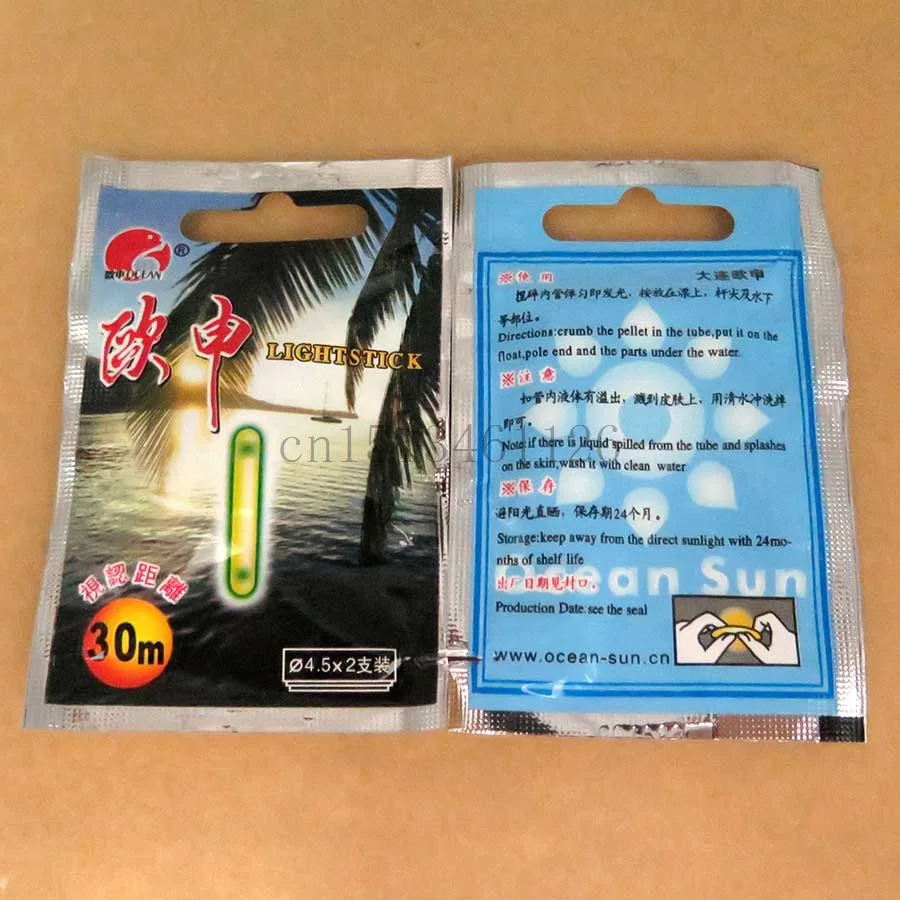 欧申OCEAN
®
欧申
LIGHTSTICK
視認距離
30m
Ø4.5x2支装
※使用 大连欧申
捏碎内管弹匀即发光，按放在漂上，杆尖及水下
等部位。
Directions:crumb the pellet in the tube,put it on the
float,pole end and the parts under the water.
※注意
如管内液体有溢出，溅到皮肤上，用清水冲洗掉
即可。
Note:if there is liquid spilled from the tube and splashes
on the skin,wash it with clean water
※保存
避阳光直晒，保存期24个月。
Storage:keep away from the direct sunlight with 24mo-
nths of shelf life
出厂日期见封口。
ean Sun
Production Date:see the seal
www.ocean-sun.cn